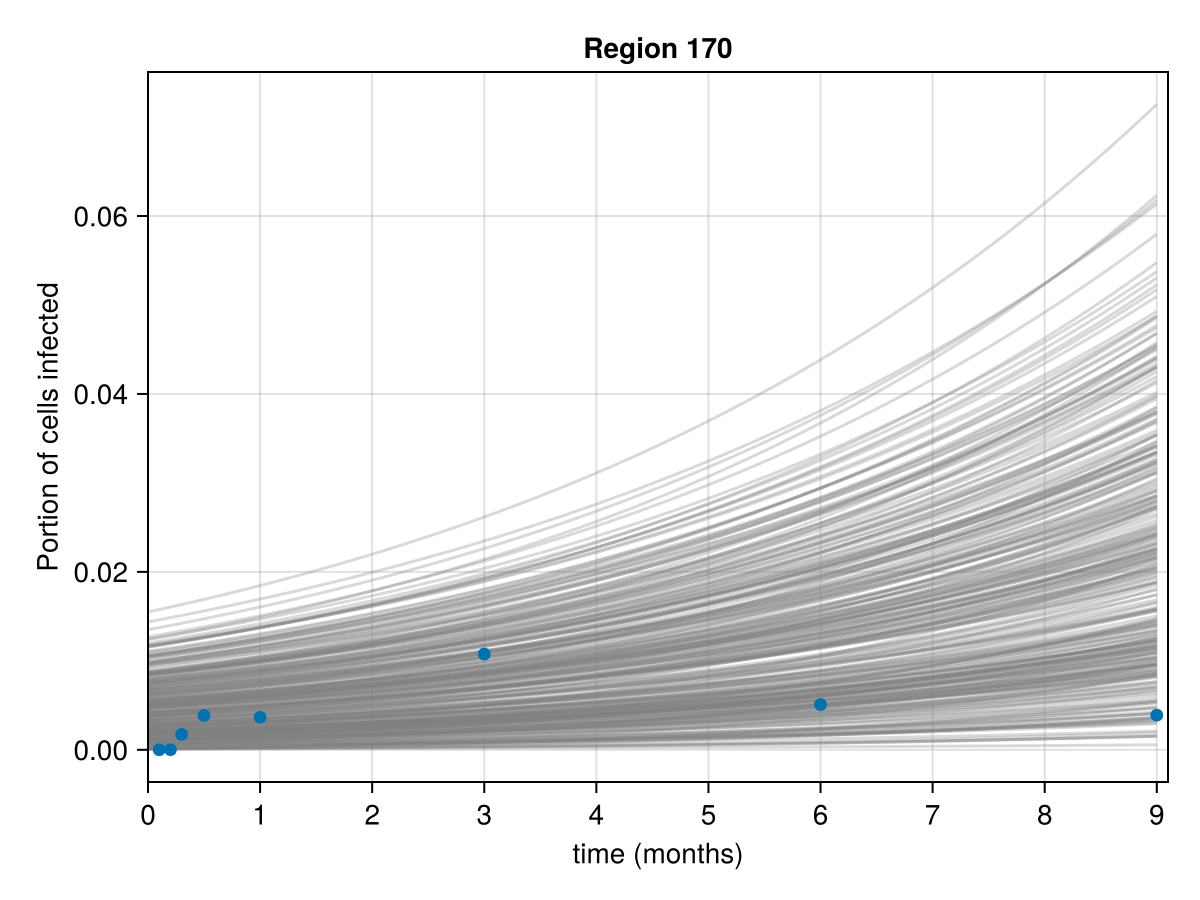 Region 170
Portion of cells infected
0.06
0.04
0.02
0.00
0 1 2 3 4 5 6 7 8 9
time (months)